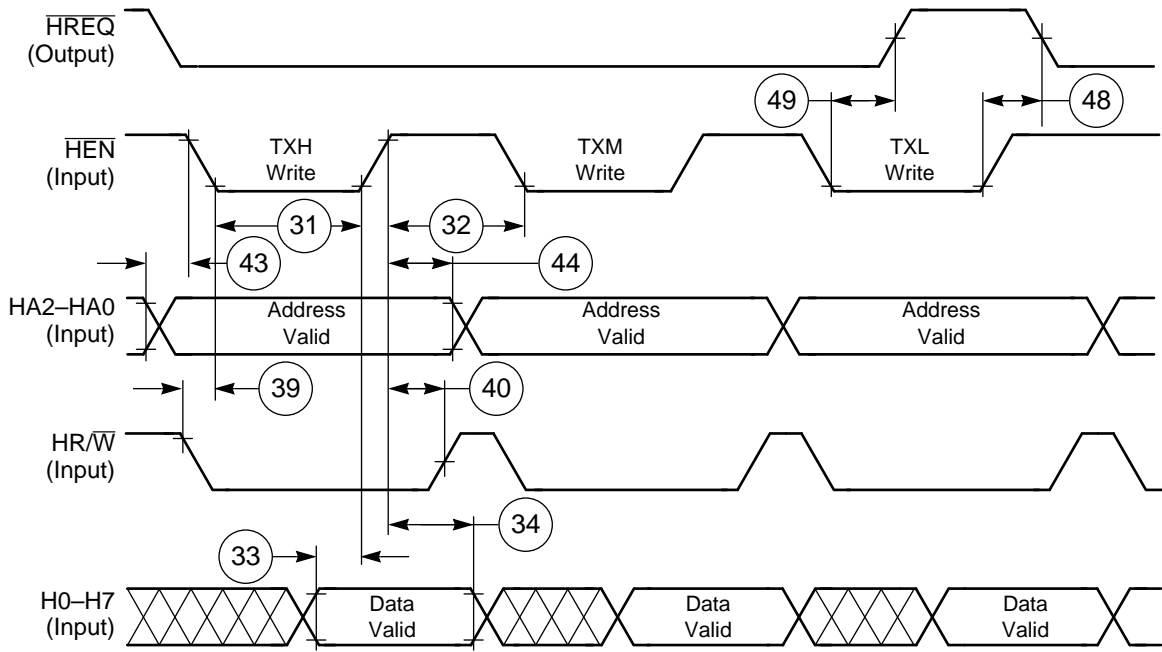 HREQ
(Output)
49
48
HEN
(Input)
TXH
Write
TXM
Write
TXL
Write
31
32
43
44
HA2–HA0
(Input)
Address
Valid
Address
Valid
Address
Valid
39
40
HR/W
(Input)
34
33
H0–H7
(Input)
Data
Valid
Data
Valid
Data
Valid